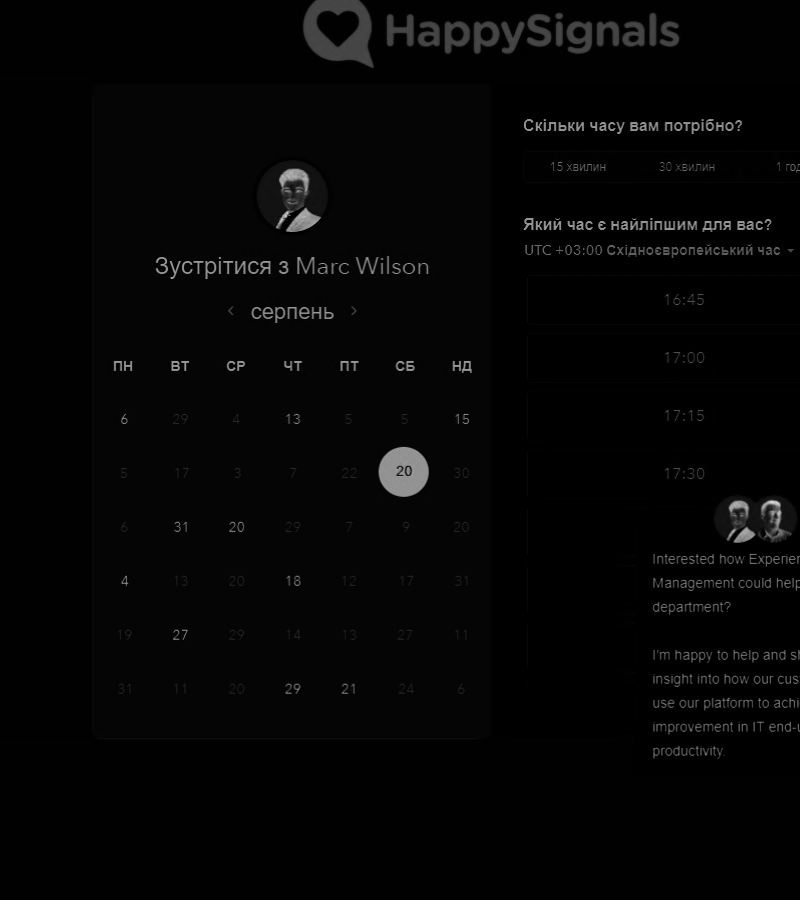 HappySignals
Зустрітися з Marc Wilson
серпень
ПН ВТ СР ЧТ ПТ СБ НД
6 29 4 13 5 5 15
5 17 3 7 22 20 30
6 31 20 29 7 9 20
4 13 20 18 12 17 31
19 27 29 14 13 27 11
31 11 20 29 21 24 6
Скільки часу вам потрібно?
15 хвилин 30 хвилин 1 год
Який час є найліпшим для вас?
UTC +03:00 Східноєвропейський час
16:45
17:00
17:15
17:30
Interested how Experien
Management could help
department?
I'm happy to help and sh
insight into how our cus
use our platform to achi
improvement in IT end-u
productivity.